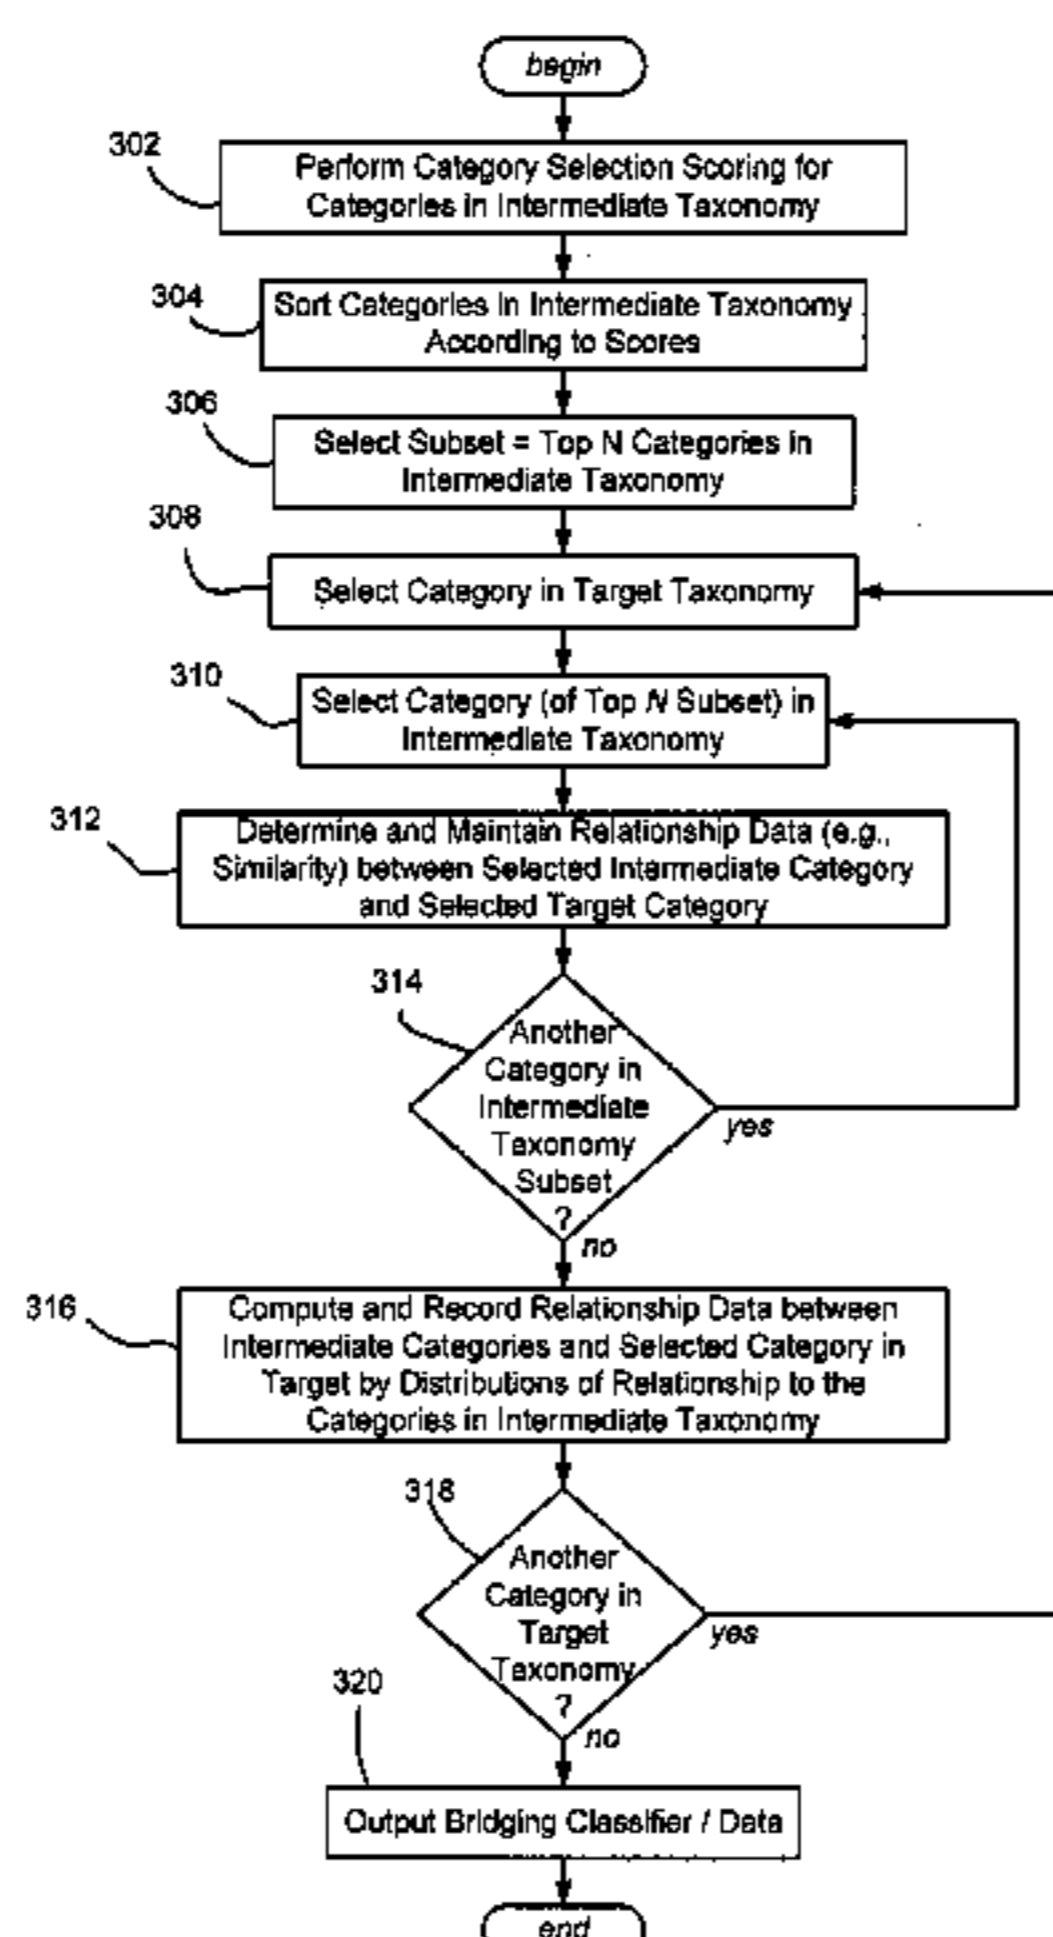 begin
302
Perform Category Selection Scoring for
Categories in Intermediate Taxonomy
304
Sort Categories in Intermediate Taxonomy
According to Scores
306
Select Subset = Top N Categories in
Intermediate Taxonomy
308
Select Category in Target Taxonomy
310
Select Category (of Top N Subset) in
Intermediate Taxonomy
312
Determine and Maintain Relationship Data (e.g.,
Similarity) between Selected Intermediate Category
and Selected Target Category
314
Another
Category in
Intermediate
Taxonomy
Subset
?
yes
no
316
Compute and Record Relationship Data between
Intermediate Categories and Selected Category in
Target by Distributions of Relationship to the
Categories in Intermediate Taxonomy
318
Another
Category in
Target
Taxonomy
?
yes
no
320
Output Bridging Classifier / Data
end